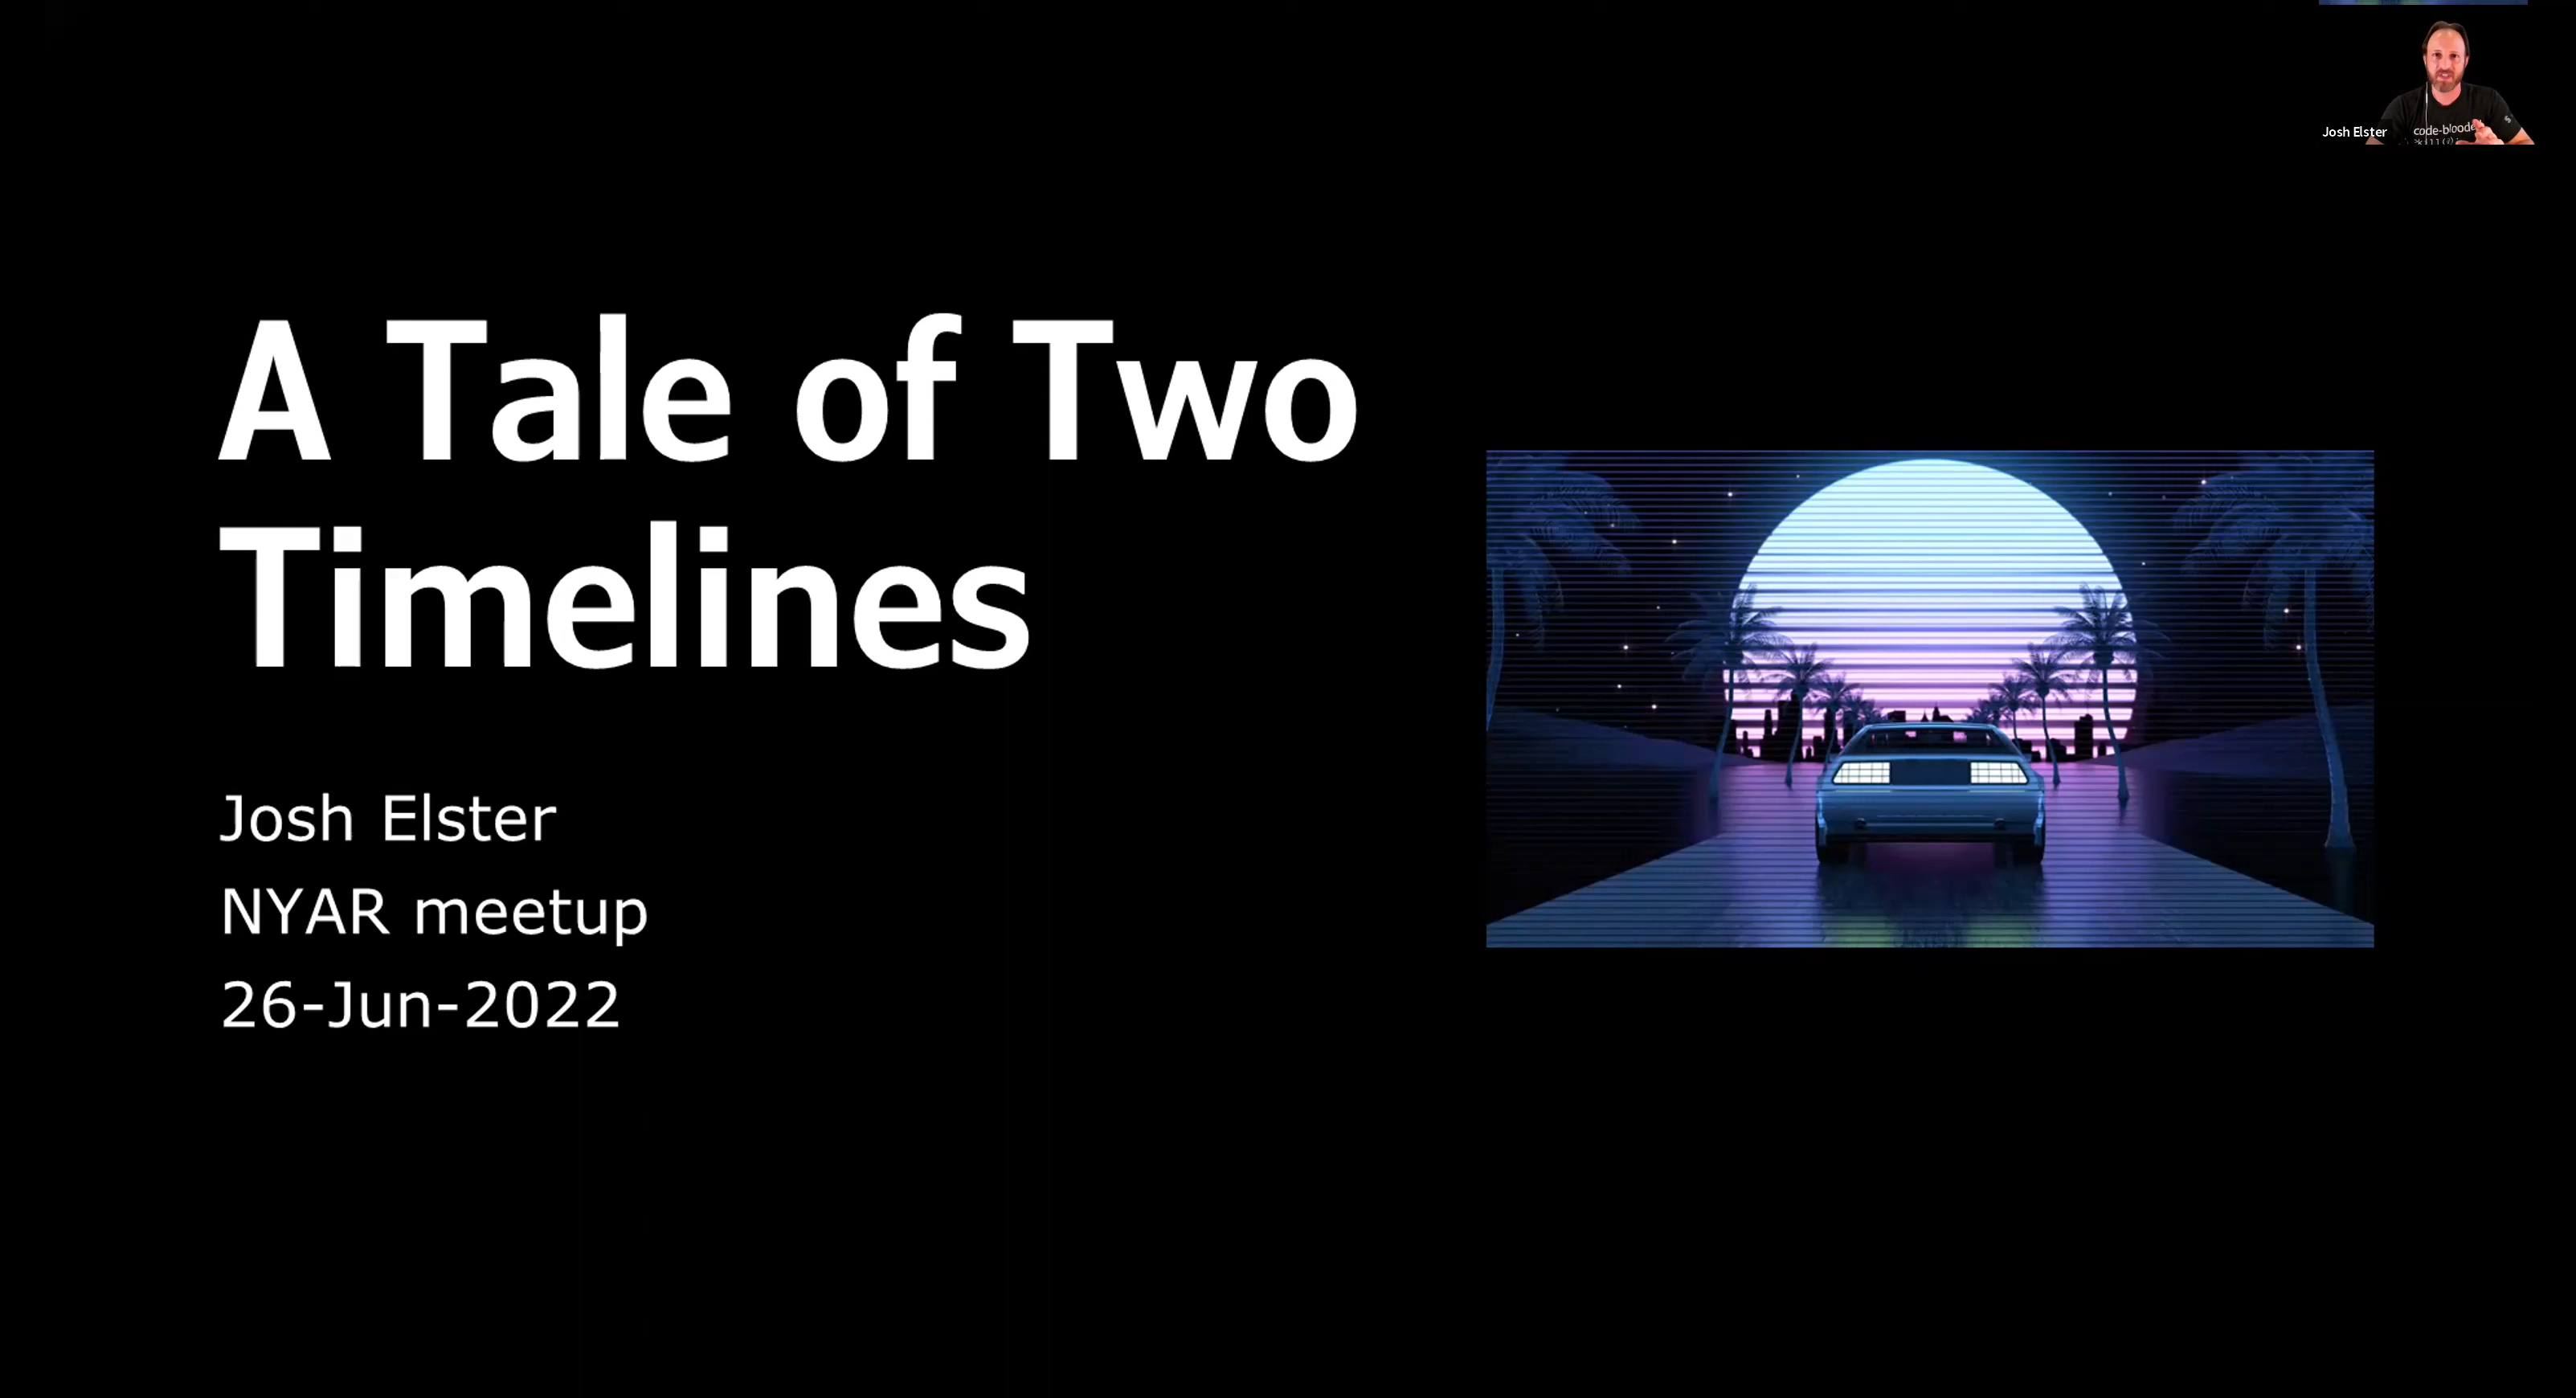 Josh Elster
A Tale of Two
Timelines
Josh Elster
NYAR meetup
26-Jun-2022